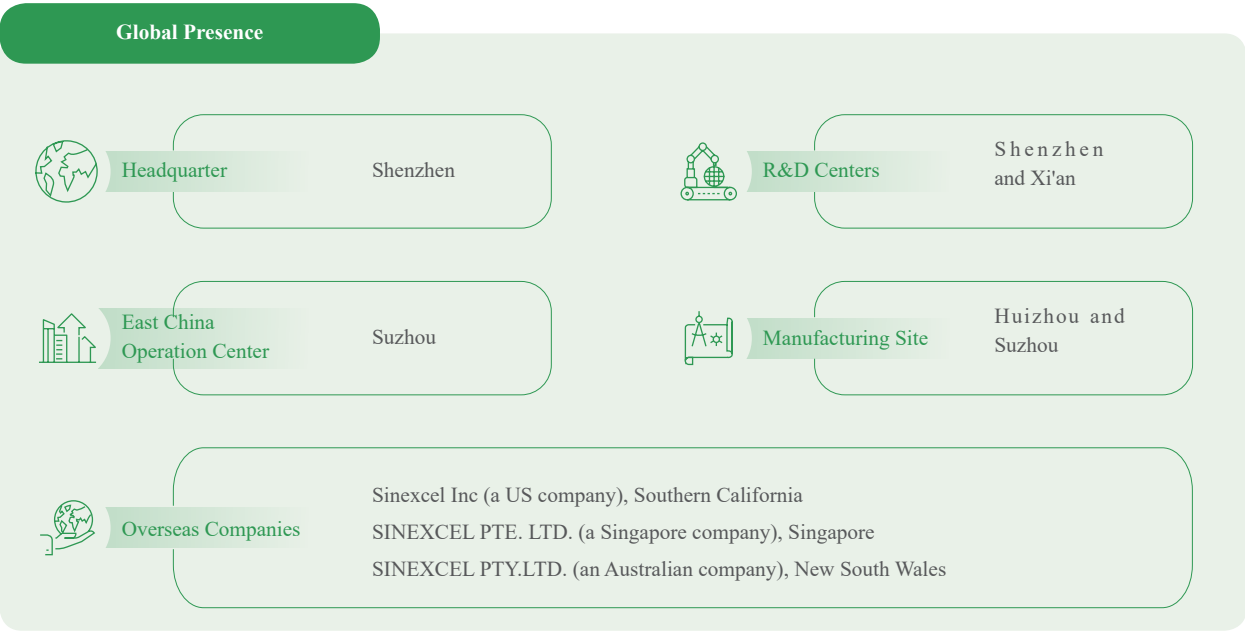 Global Presence
Headquarter
Shenzhen
R&D Centers
Shenzhen
and Xi'an
East China
Operation Center
Suzhou
Manufacturing Site
Huizhou and
Suzhou
Overseas Companies
Sinexcel Inc (a US company), Southern California
SINEXCEL PTE. LTD. (a Singapore company), Singapore
SINEXCEL PTY.LTD. (an Australian company), New South Wales